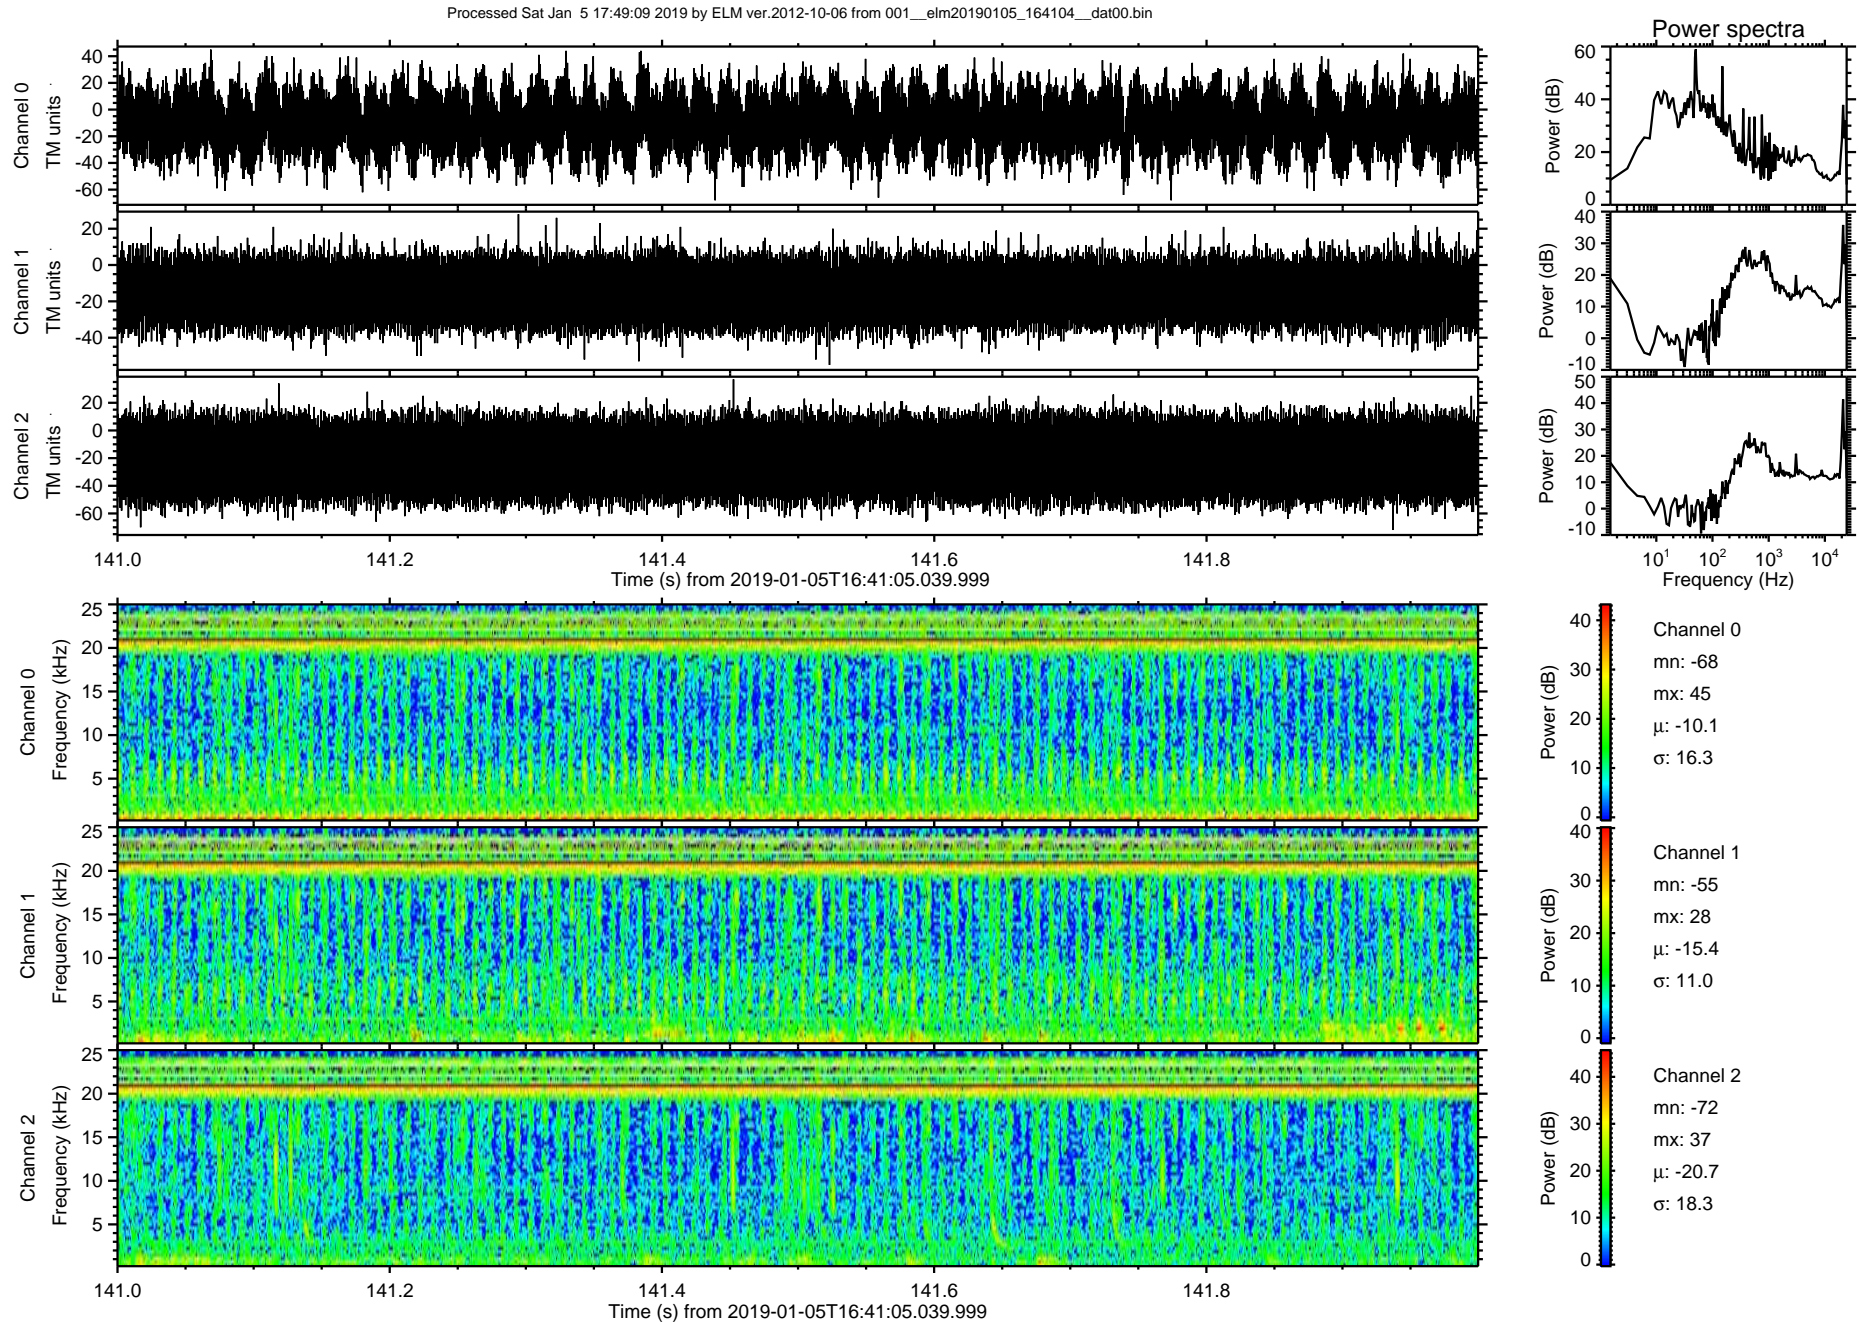 Processed Sat Jan  5 17:49:09 2019 by ELM ver.2012-10-06 from 001__elm20190105_164104__dat00.bin
Power spectra
Channel 0
TM units
40
20
0
-20
-40
-60
Power (dB)
60
40
20
0
Channel 1
TM units
20
0
-20
-40
Power (dB)
40
30
20
10
0
-10
Channel 2
TM units
20
0
-20
-40
-60
Power (dB)
50
40
30
20
10
0
-10
141.0 141.2 141.4 141.6 141.8
Time (s) from 2019-01-05T16:41:05.039.999
10¹ 10² 10³ 10⁴
Frequency (Hz)
Channel 0
Frequency (kHz)
25
20
15
10
5
Power (dB)
40
30
20
10
0
Channel 0
mn: -68
mx: 45
μ: -10.1
σ: 16.3
Channel 1
Frequency (kHz)
25
20
15
10
5
Power (dB)
40
30
20
10
0
Channel 1
mn: -55
mx: 28
μ: -15.4
σ: 11.0
Channel 2
Frequency (kHz)
25
20
15
10
5
Power (dB)
40
30
20
10
0
Channel 2
mn: -72
mx: 37
μ: -20.7
σ: 18.3
141.0 141.2 141.4 141.6 141.8
Time (s) from 2019-01-05T16:41:05.039.999